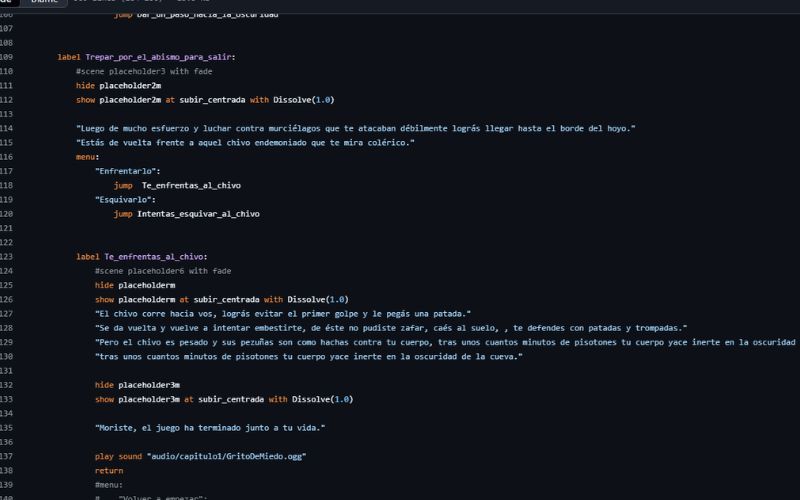 Blame
106 jump Dar_un_paso_hacia_la_oscuridad
107
108
109 label Trepar_por_el_abismo_para_salir:
110 #scene placeholder3 with fade
111 hide placeholder2m
112 show placeholder2m at subir_centrada with Dissolve(1.0)
113
114 "Luego de mucho esfuerzo y luchar contra murciélagos que te atacaban débilmente lográs llegar hasta el borde del hoyo."
115 "Estás de vuelta frente a aquel chivo endemoniado que te mira colérico."
116 menu:
117 "Enfrentarlo":
118 jump Te_enfrentas_al_chivo
119 "Esquivarlo":
120 jump Intentas_esquivar_al_chivo
121
122
123 label Te_enfrentas_al_chivo:
124 #scene placeholder6 with fade
125 hide placeholderm
126 show placeholderm at subir_centrada with Dissolve(1.0)
127 "El chivo corre hacia vos, lográs evitar el primer golpe y le pegás una patada."
128 "Se da vuelta y vuelve a intentar embestirte, de éste no pudiste zafar, caés al suelo, , te defendes con patadas y trompadas."
129 "Pero el chivo es pesado y sus pezuñas son como hachas contra tu cuerpo, tras unos cuantos minutos de pisotones tu cuerpo yace inerte en la oscuridad
130 "tras unos cuantos minutos de pisotones tu cuerpo yace inerte en la oscuridad de la cueva."
131
132 hide placeholder3m
133 show placeholder3m at subir_centrada with Dissolve(1.0)
134
135 "Moriste, el juego ha terminado junto a tu vida."
136
137 play sound "audio/capitulo1/GritoDeMiedo.ogg"
138 return
139 #menu:
140 # "Volver a empezar":